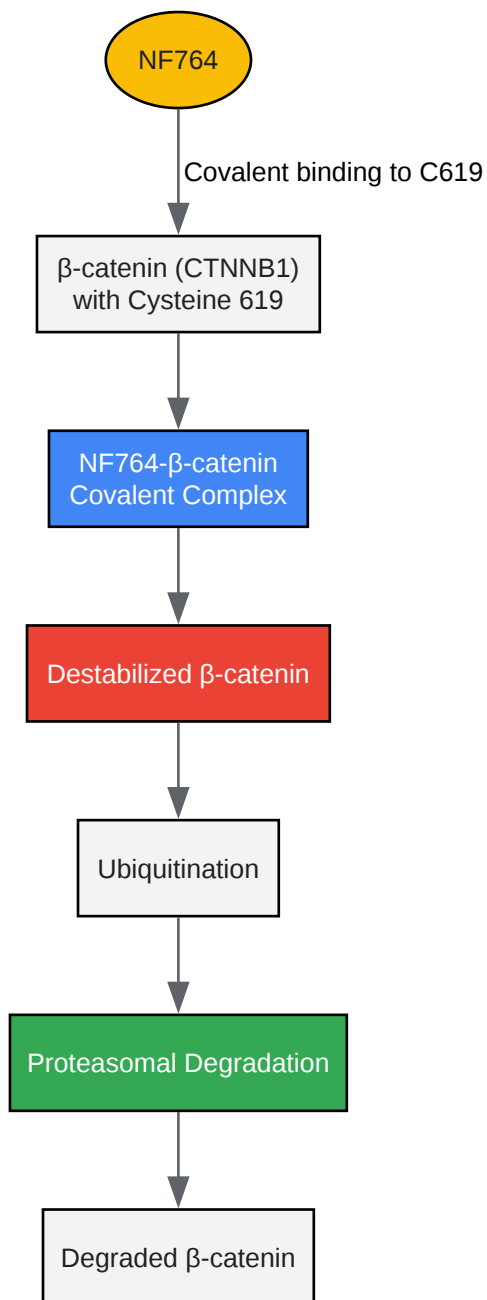 NF764
Covalent binding to C619
β-catenin (CTNNB1)
with Cysteine 619
NF764-β-catenin
Covalent Complex
Destabilized β-catenin
Ubiquitination
Proteasomal Degradation
Degraded β-catenin